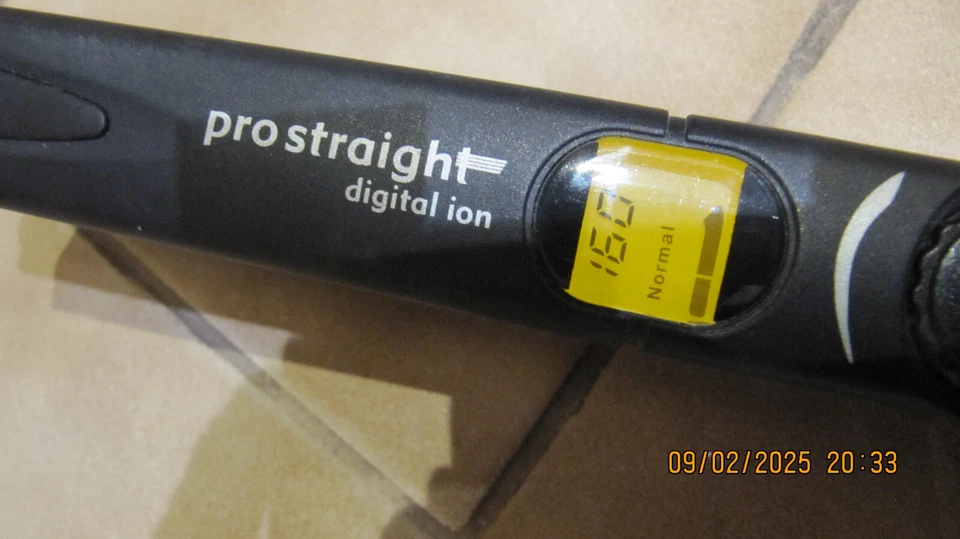 pro straight
digital ion
160
Normal
09/02/2025 20:33